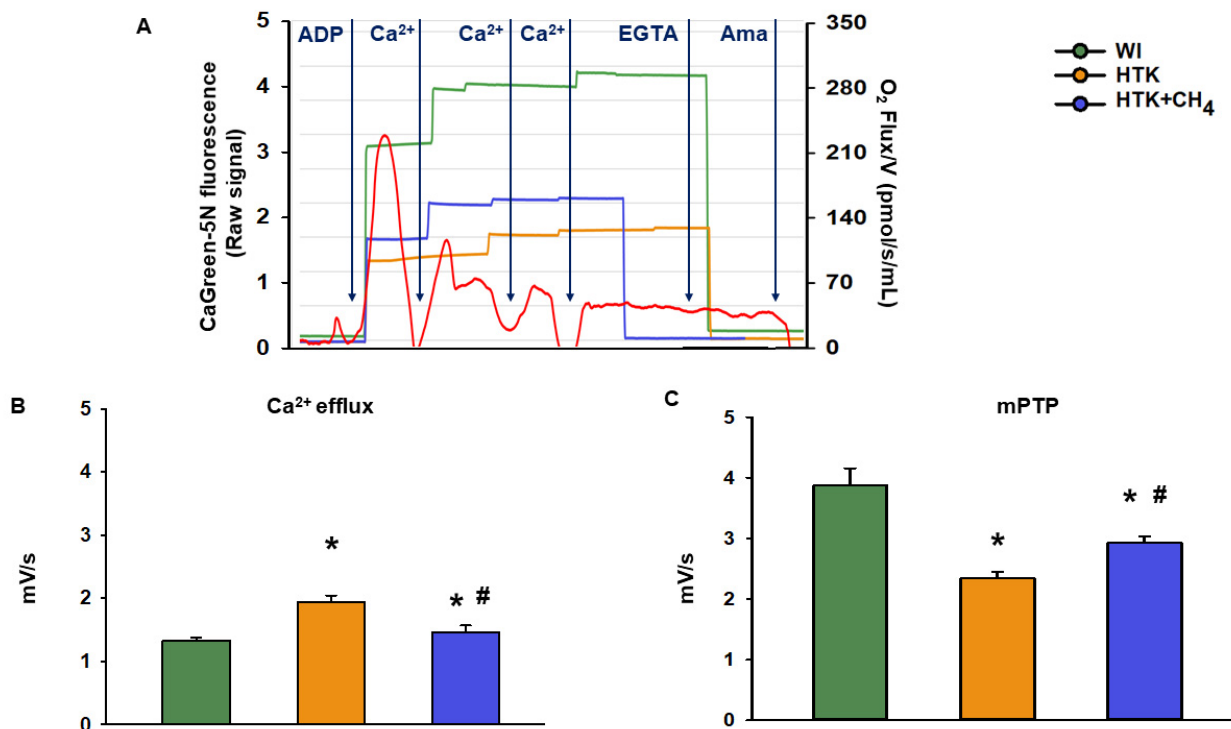 A
ADP Ca²⁺ Ca²⁺ Ca²⁺ EGTA Ama
CaGreen-5N fluorescence
(Raw signal)
5
4
3
2
1
0
350
280
210
140
70
0
O₂ Flux/V (pmol/s/mL)
WI
HTK
HTK+CH₄
B
Ca²⁺ efflux
mV/s
5
4
3
2
1
0
*
* #
C
mPTP
mV/s
5
4
3
2
1
0
*
* #